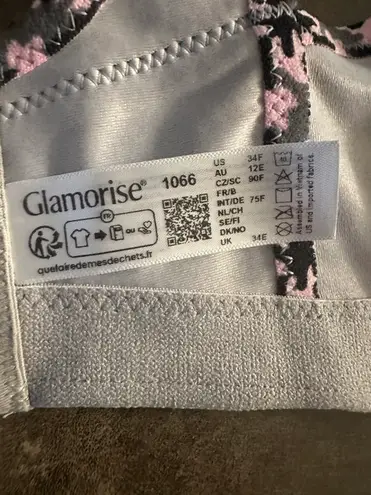 Glamorise® 1066
FR
OU
quefairedemesdechets.fr
US 34F
AU 12E
CZ/SC 90F
FR/B
INT/DE 75F
NL/CH
SE/FI
DK/NO
UK 34E
Assembled in Vietnam of
US and imported fabrics.